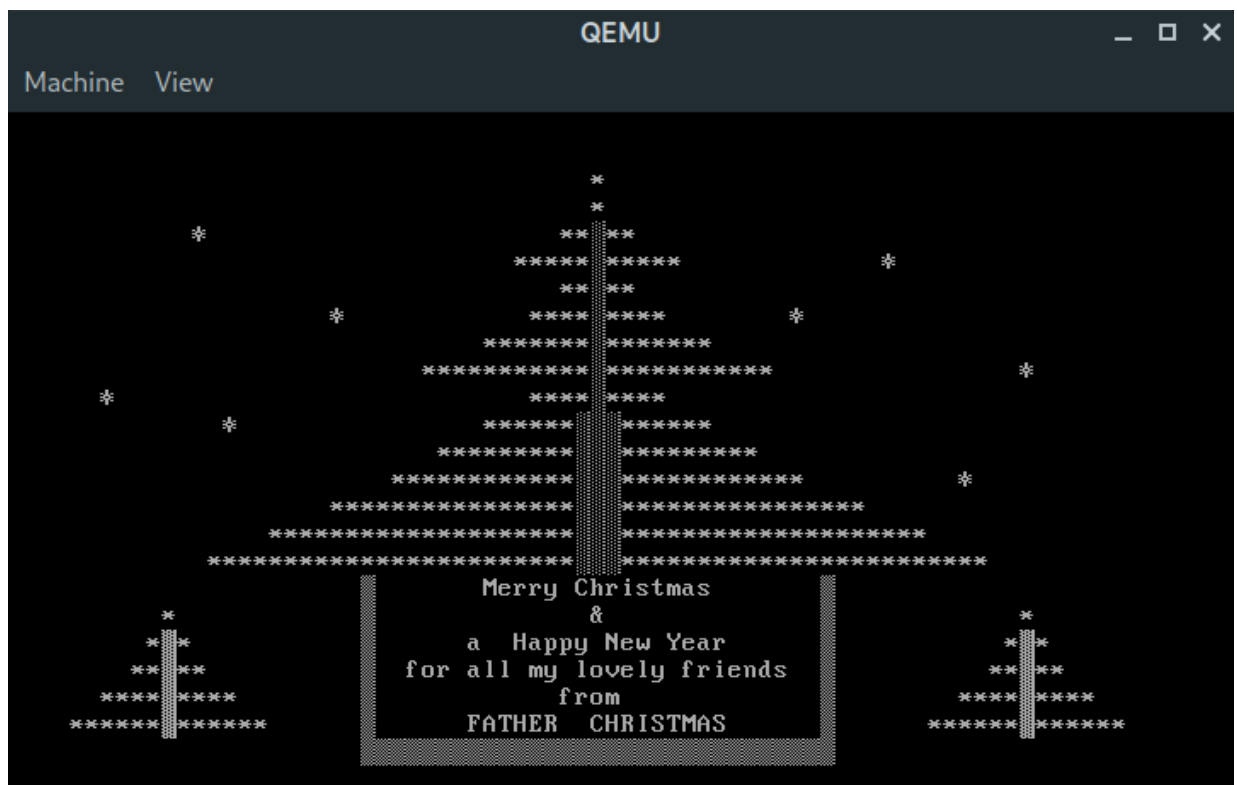 QEMU
Machine View
Merry Christmas
&
a Happy New Year
for all my lovely friends
from
FATHER CHRISTMAS